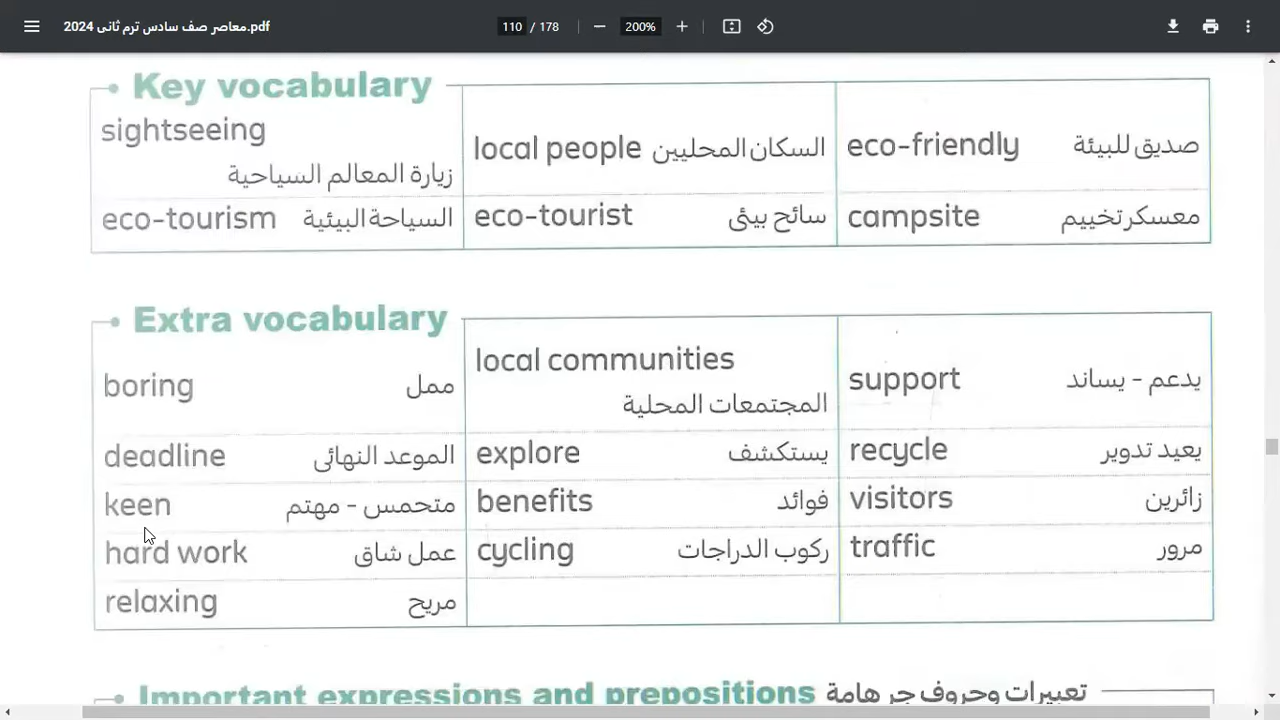 معاصر صف سادس ترم ثانى 2024.pdf
110 / 178
200%
Key vocabulary
sightseeing
زيارة المعالم السياحية
local people السكان المحليين
eco-friendly صديق للبيئة
eco-tourism السياحة البيئية
eco-tourist سائح بيئى
campsite معسكر تخييم
Extra vocabulary
boring ممل
local communities
المجتمعات المحلية
support يدعم - يساند
deadline الموعد النهائى
explore يستكشف
recycle يعيد تدوير
keen متحمس - مهتم
benefits فوائد
visitors زائرين
hard work عمل شاق
cycling ركوب الدراجات
traffic مرور
relaxing مريح
Important expressions and prepositions تعبيرات وحروف جر هامة